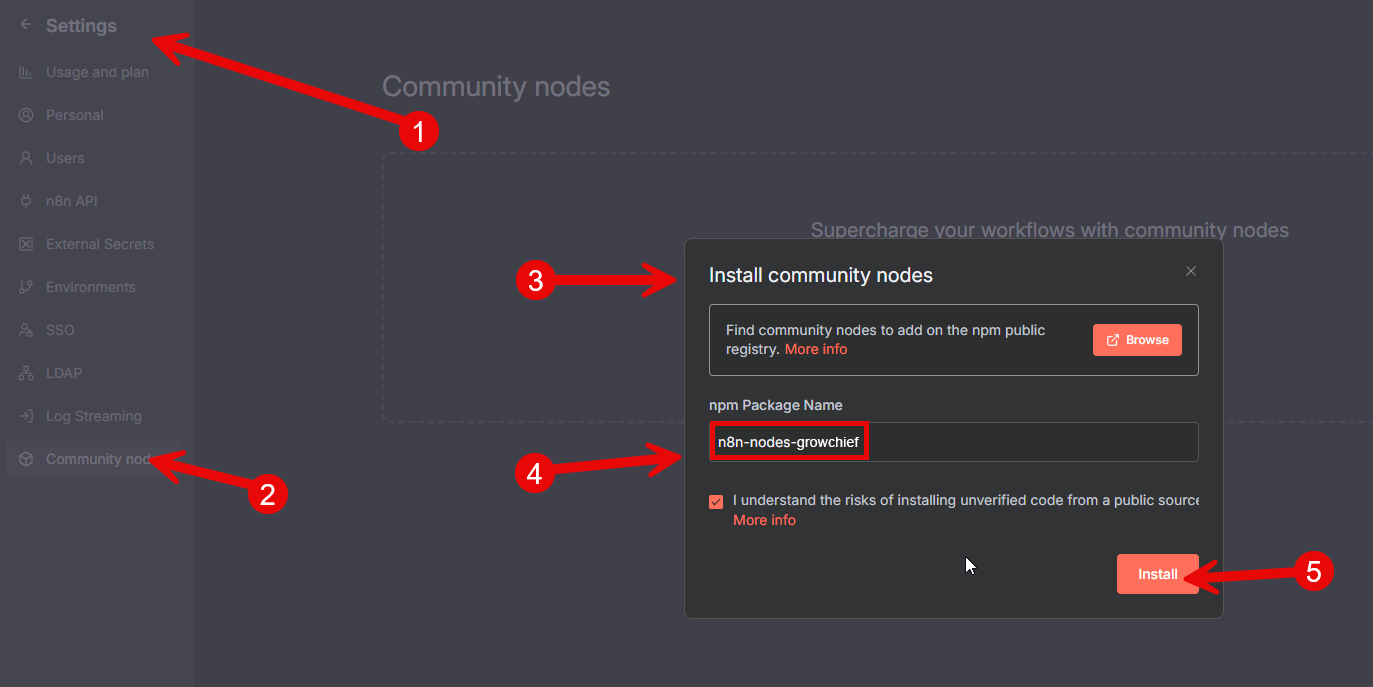 Settings
Usage and plan
Personal
Users
n8n API
External Secrets
Environments
SSO
LDAP
Log Streaming
Community nod
Community nodes
Supercharge your workflows with community nodes
1
2
3
Install community nodes
Find community nodes to add on the npm public
registry. More info
Browse
npm Package Name
4
n8n-nodes-growchief
I understand the risks of installing unverified code from a public source
More info
Install
5